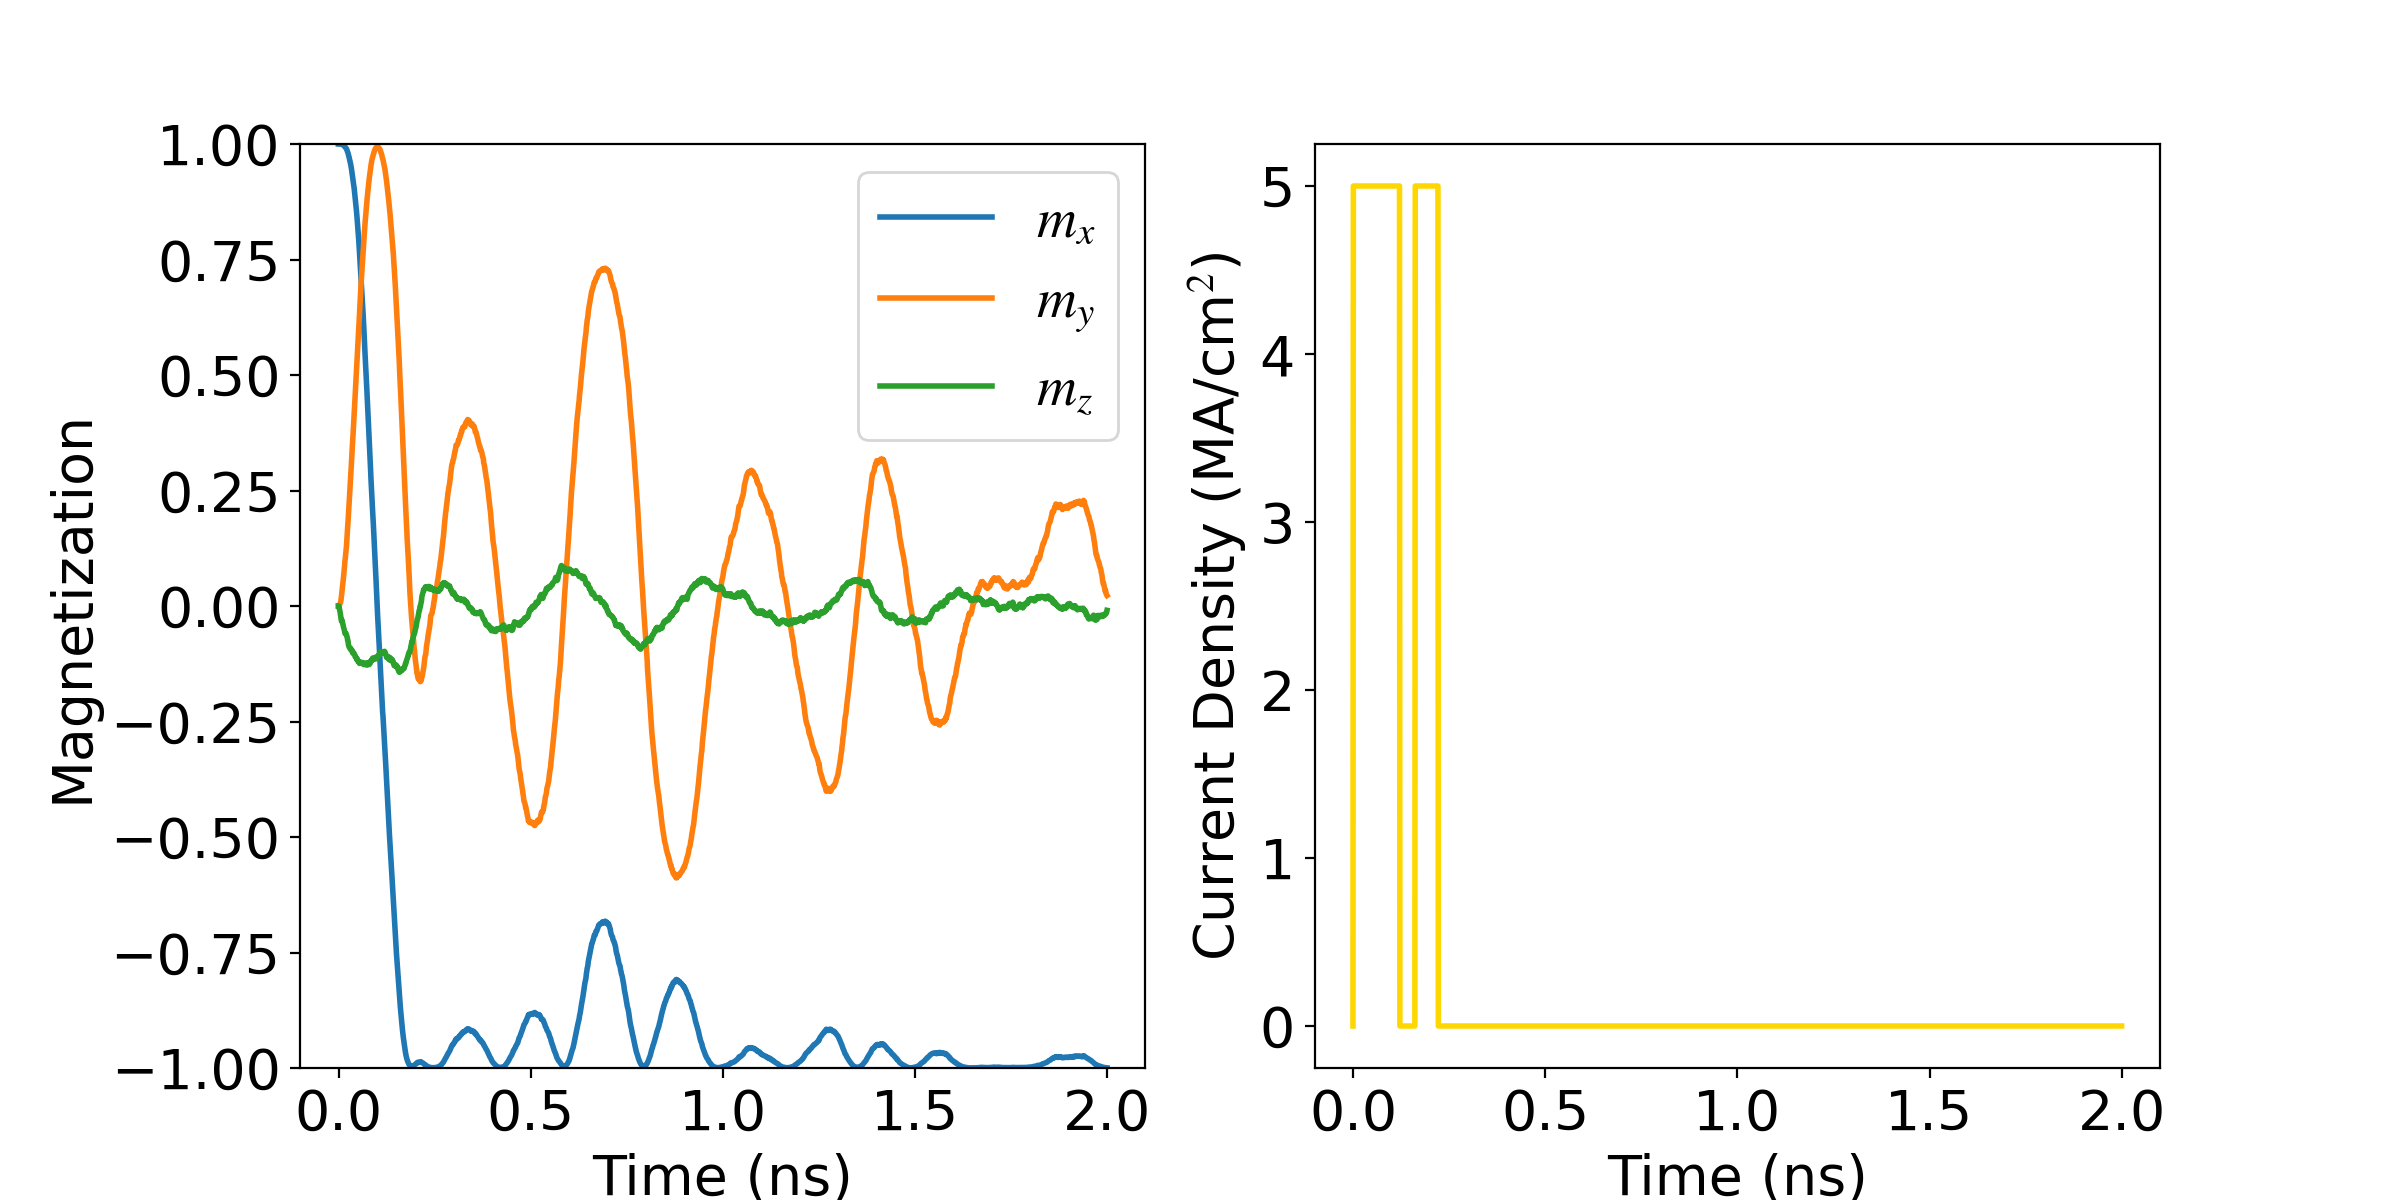 Magnetization
1.00
0.75
0.50
0.25
0.00
−0.25
−0.50
−0.75
−1.00
0.0 0.5 1.0 1.5 2.0
Time (ns)
m_x
m_y
m_z
Current Density (MA/cm²)
5
4
3
2
1
0
0.0 0.5 1.0 1.5 2.0
Time (ns)